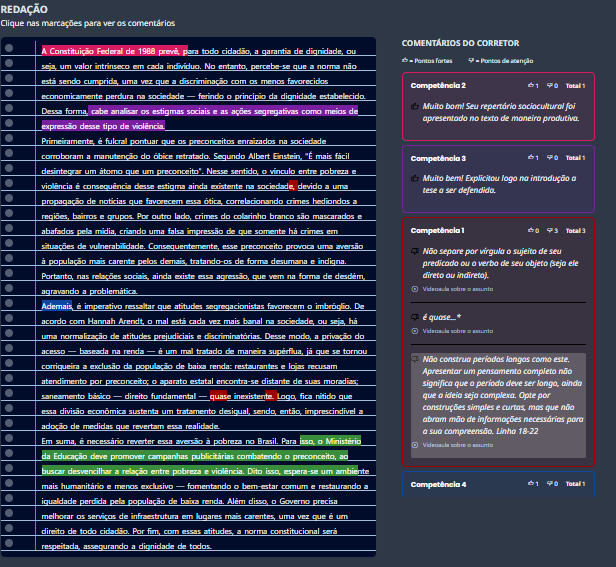 REDAÇÃO
Clique nas marcações para ver os comentários
A Constituição Federal de 1988 prevê, para todo cidadão, a garantia de dignidade, ou
seja, um valor intrínseco em cada indivíduo. No entanto, percebe-se que a norma não
está sendo cumprida, uma vez que a discriminação com os menos favorecidos
economicamente perdura na sociedade — ferindo o princípio da dignidade estabelecido.
Dessa forma, cabe analisar os estigmas sociais e as ações segregativas como meios de
expressão desse tipo de violência.
Primeiramente, é fulcral pontuar que os preconceitos enraizados na sociedade
corroboram a manutenção do óbice retratado. Segundo Albert Einstein, "É mais fácil
desintegrar um átomo que um preconceito". Nesse sentido, o vínculo entre pobreza e
violência é consequência desse estigma ainda existente na sociedade, devido a uma
propagação de notícias que favorecem essa ótica, correlacionando crimes hediondos a
regiões, bairros e grupos. Por outro lado, crimes do colarinho branco são mascarados e
abafados pela mídia, criando uma falsa impressão de que somente há crimes em
situações de vulnerabilidade. Consequentemente, esse preconceito provoca uma aversão
à população mais carente pelos demais, tratando-os de forma desumana e indigna.
Portanto, nas relações sociais, ainda existe essa agressão, que vem na forma de desdém,
agravando a problemática.
Ademais, é imperativo ressaltar que atitudes segregacionistas favorecem o imbróglio. De
acordo com Hannah Arendt, o mal está cada vez mais banal na sociedade, ou seja, há
uma normalização de atitudes prejudiciais e discriminatórias. Desse modo, a privação do
acesso — baseada na renda — é um mal tratado de maneira supérflua, já que se tornou
corriqueira a exclusão da população de baixa renda: restaurantes e lojas recusam
atendimento por preconceito; o aparato estatal encontra-se distante de suas moradias;
saneamento básico — direito fundamental — quase inexistente. Logo, fica nítido que
essa divisão econômica sustenta um tratamento desigual, sendo, então, imprescindível a
adoção de medidas que revertam essa realidade.
Em suma, é necessário reverter essa aversão à pobreza no Brasil. Para isso, o Ministério
da Educação deve promover campanhas publicitárias combatendo o preconceito, ao
buscar desvencilhar a relação entre pobreza e violência. Dito isso, espera-se um ambiente
mais humanitário e menos exclusivo — fomentando o bem-estar comum e restaurando a
igualdade perdida pela população de baixa renda. Além disso, o Governo precisa
melhorar os serviços de infraestrutura em lugares mais carentes, uma vez que é um
direito de todo cidadão. Por fim, com essas atitudes, a norma constitucional será
respeitada, assegurando a dignidade de todos.
COMENTÁRIOS DO CORRETOR
= Pontos fortes = Pontos de atenção
Competência 2 1 0 Total 1
Muito bom! Seu repertório sociocultural foi
apresentado no texto de maneira produtiva.
Competência 3 1 0 Total 1
Muito bem! Explicitou logo na introdução a
tese a ser defendida.
Competência 1 0 3 Total 3
Não separe por vírgula o sujeito de seu
predicado ou o verbo de seu objeto (seja ele
direto ou indireto).
Videoaula sobre o assunto
é quase...*
Videoaula sobre o assunto
Não construa períodos longos como este.
Apresentar um pensamento completo não
significa que o período deve ser longo, ainda
que a ideia seja complexa. Opte por
construções simples e curtas, mas que não
abram mão de informações necessárias para
a sua compreensão. Linha 18-22
Videoaula sobre o assunto
Competência 4 1 0 Total 1